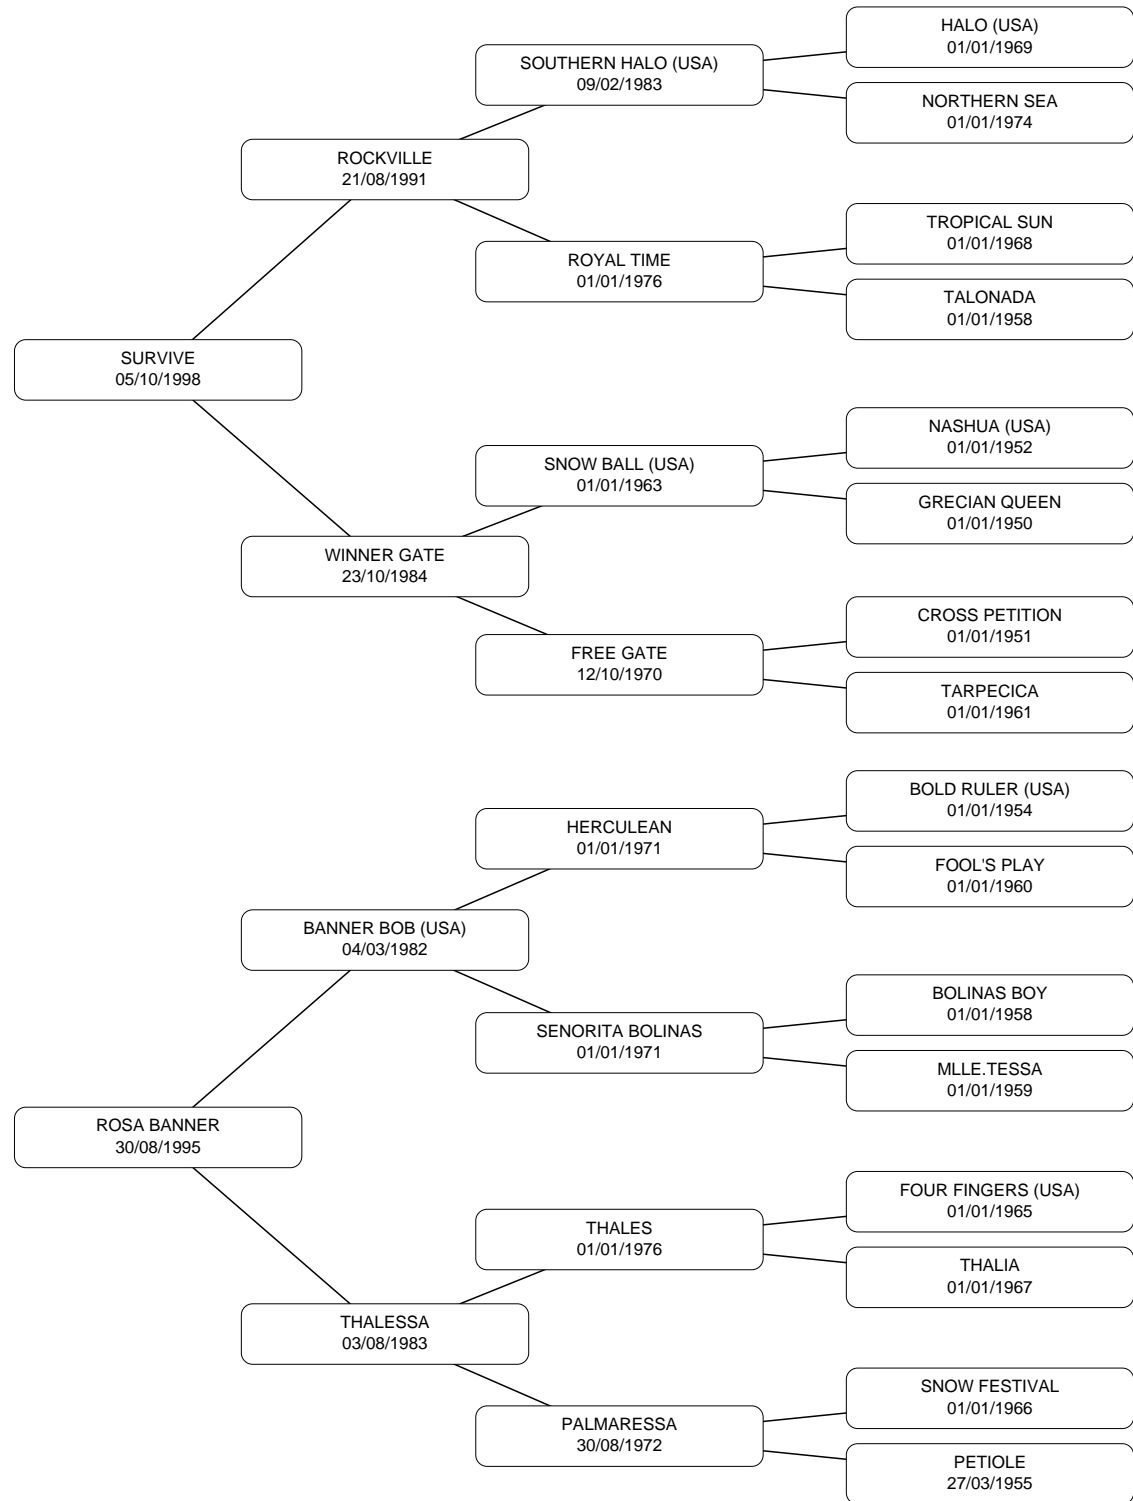 HALO (USA)
01/01/1969
SOUTHERN HALO (USA)
09/02/1983
NORTHERN SEA
01/01/1974
ROCKVILLE
21/08/1991
TROPICAL SUN
01/01/1968
ROYAL TIME
01/01/1976
TALONADA
01/01/1958
SURVIVE
05/10/1998
NASHUA (USA)
01/01/1952
SNOW BALL (USA)
01/01/1963
GRECIAN QUEEN
01/01/1950
WINNER GATE
23/10/1984
CROSS PETITION
01/01/1951
FREE GATE
12/10/1970
TARPECICA
01/01/1961
BOLD RULER (USA)
01/01/1954
HERCULEAN
01/01/1971
FOOL'S PLAY
01/01/1960
BANNER BOB (USA)
04/03/1982
BOLINAS BOY
01/01/1958
SENORITA BOLINAS
01/01/1971
MLLE.TESSA
01/01/1959
ROSA BANNER
30/08/1995
FOUR FINGERS (USA)
01/01/1965
THALES
01/01/1976
THALIA
01/01/1967
THALESSA
03/08/1983
SNOW FESTIVAL
01/01/1966
PALMARESSA
30/08/1972
PETIOLE
27/03/1955